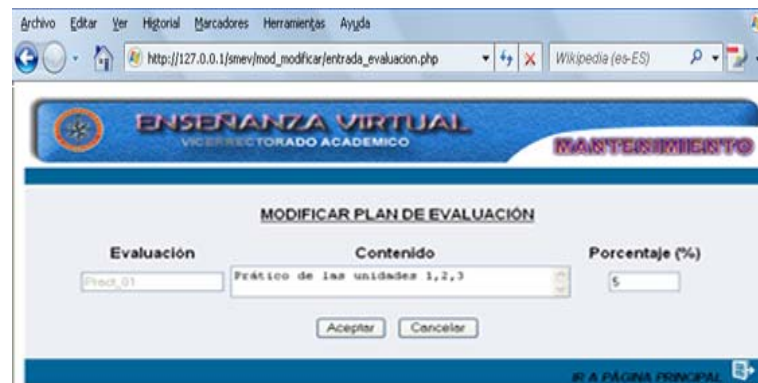 Archivo Editar Ver Historial Marcadores Herramientas Ayuda
http://127.0.0.1/smev/mod_modificar/entrada_evaluacion.php Wikipedia (es-ES)
ENSEÑANZA VIRTUAL
VICERRECTORADO ACADEMICO
MANTENIMIENTO
MODIFICAR PLAN DE EVALUACIÓN
Evaluación Contenido Porcentaje (%)
Pract_01 Prático de las unidades 1,2,3 5
Aceptar Cancelar
IR A PÁGINA PRINCIPAL